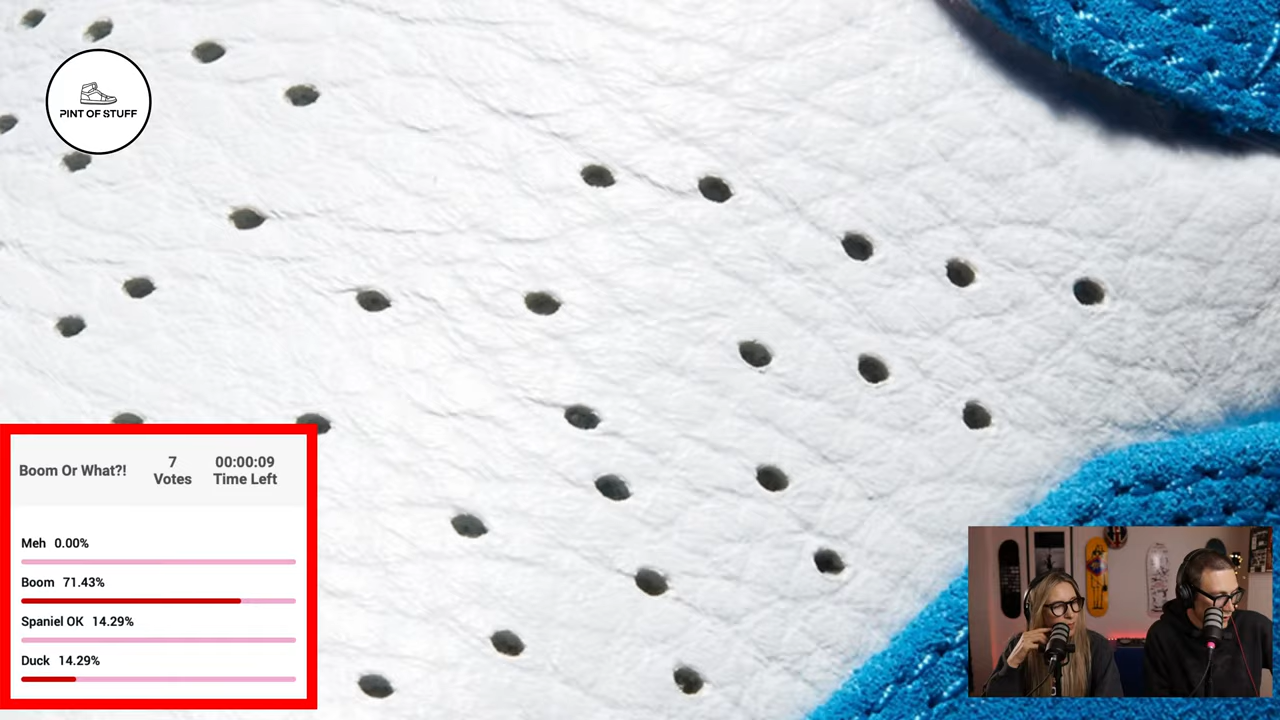 PINT OF STUFF
Boom Or What?!
7
Votes
00:00:09
Time Left
Meh 0.00%
Boom 71.43%
Spaniel OK 14.29%
Duck 14.29%